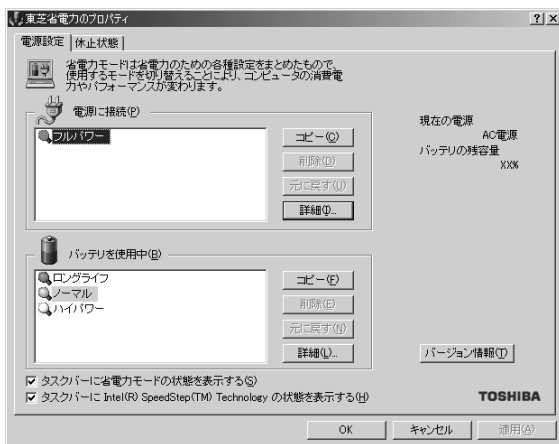 東芝省電力のプロパティ
電源設定
休止状態
省電力モードは省電力のための各種設定をまとめたもので、
使用するモードを切り替えることにより、コンピュータの消費電
力やパフォーマンスが変わります。
電源に接続(P)
フルパワー
コピー(C)
削除(D)
元に戻す(U)
詳細(I)...
現在の電源
AC電源
バッテリの残容量
XX%
バッテリを使用中(B)
ロングライフ
ノーマル
ハイパワー
コピー(F)
削除(E)
元に戻す(N)
詳細(L)...
バージョン情報(T)
タスクバーに省電力モードの状態を表示する(S)
タスクバーに Intel(R) SpeedStep(TM) Technology の状態を表示する(H)
TOSHIBA
OK
キャンセル
適用(A)